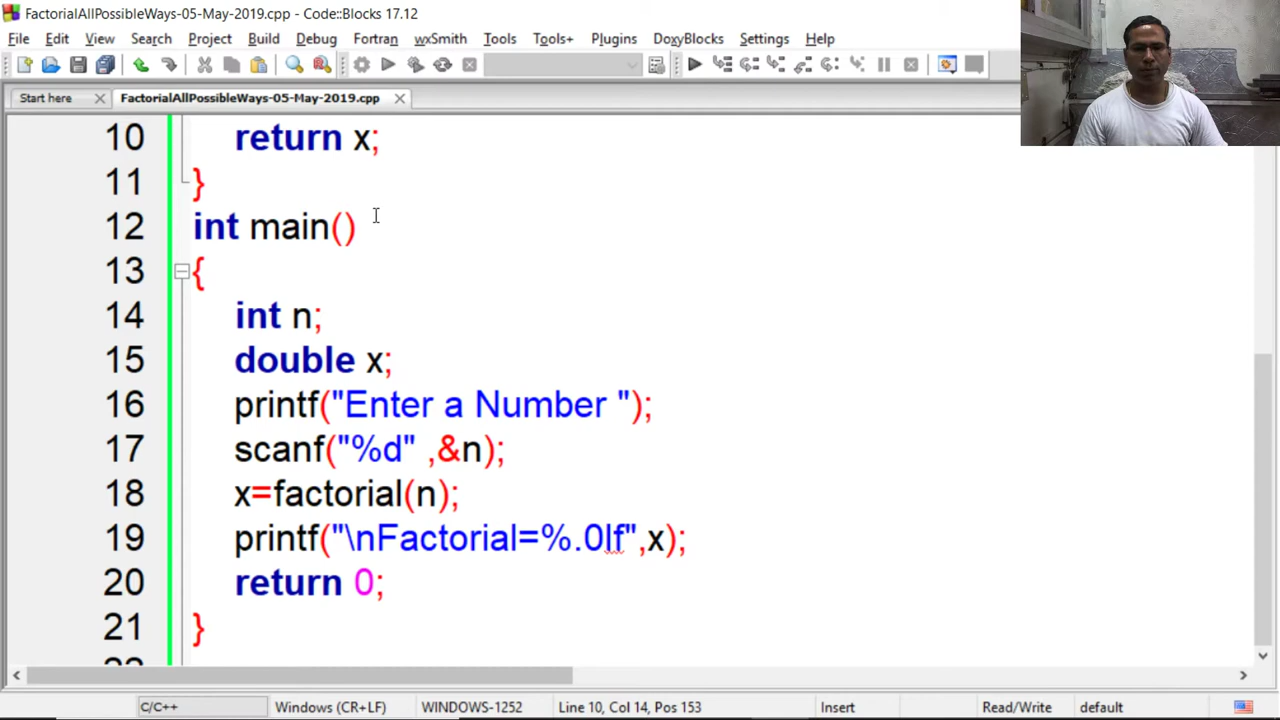 FactorialAllPossibleWays-05-May-2019.cpp - Code::Blocks 17.12
File Edit View Search Project Build Debug Fortran wxSmith Tools Tools+ Plugins DoxyBlocks Settings Help
Start here FactorialAllPossibleWays-05-May-2019.cpp
10 return x;
11 }
12 int main()
13 {
14 int n;
15 double x;
16 printf("Enter a Number ");
17 scanf("%d" ,&n);
18 x=factorial(n);
19 printf("\nFactorial=%.0lf",x);
20 return 0;
21 }
C/C++ Windows (CR+LF) WINDOWS-1252 Line 10, Col 14, Pos 153 Insert Read/Write default